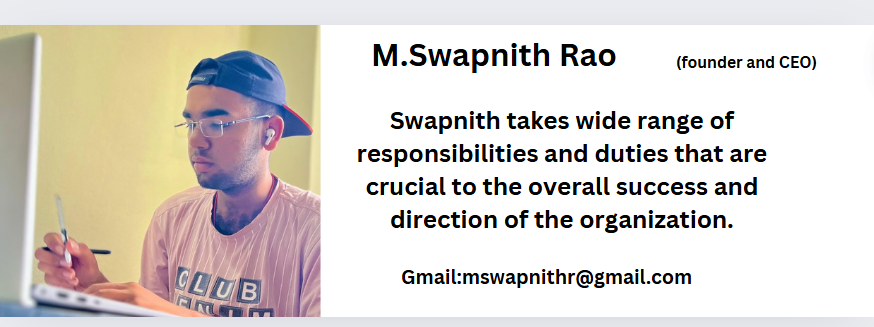 M.Swapnith Rao (founder and CEO)
Swapnith takes wide range of
responsibilities and duties that are
crucial to the overall success and
direction of the organization.
Gmail:mswapnithr@gmail.com
CLUB